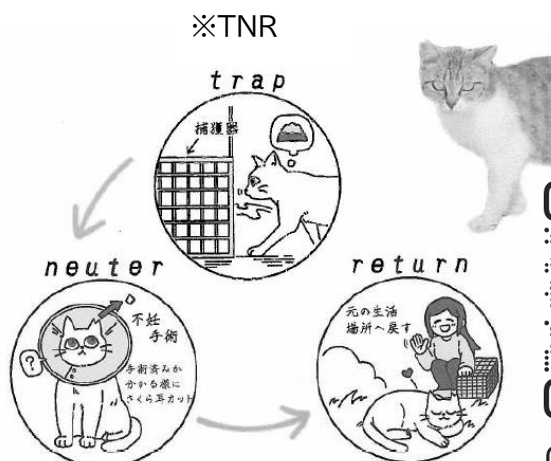 ※TNR
trap
捕獲器
neuter
不妊
手術
?
手術済みか
分かる様に
さくら耳カット
return
元の生活
場所へ戻す